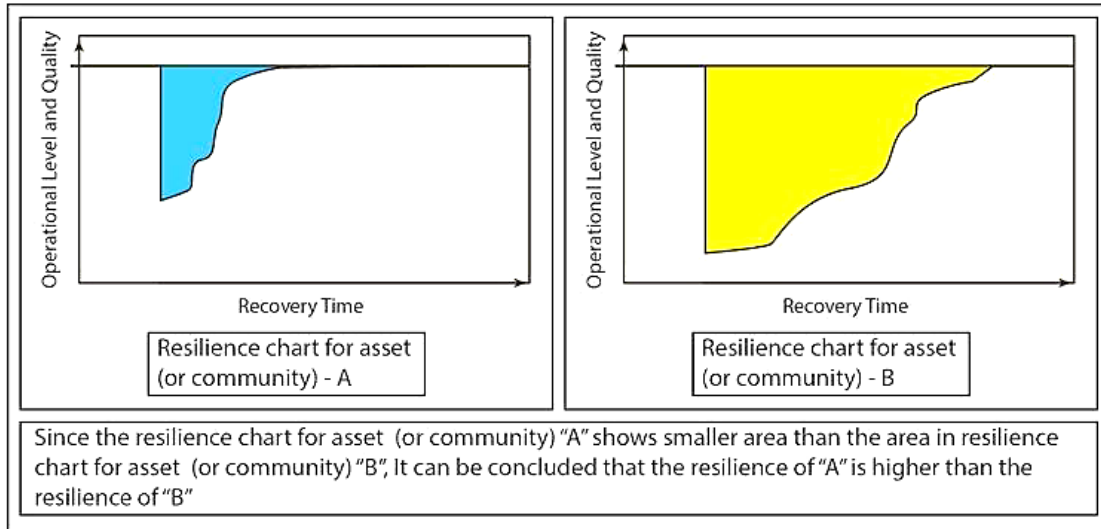 Operational Level and Quality
Recovery Time
Resilience chart for asset
(or community) - A
Operational Level and Quality
Recovery Time
Resilience chart for asset
(or community) - B
Since the resilience chart for asset (or community) “A” shows smaller area than the area in resilience
chart for asset (or community) “B”, It can be concluded that the resilience of “A” is higher than the
resilience of “B”